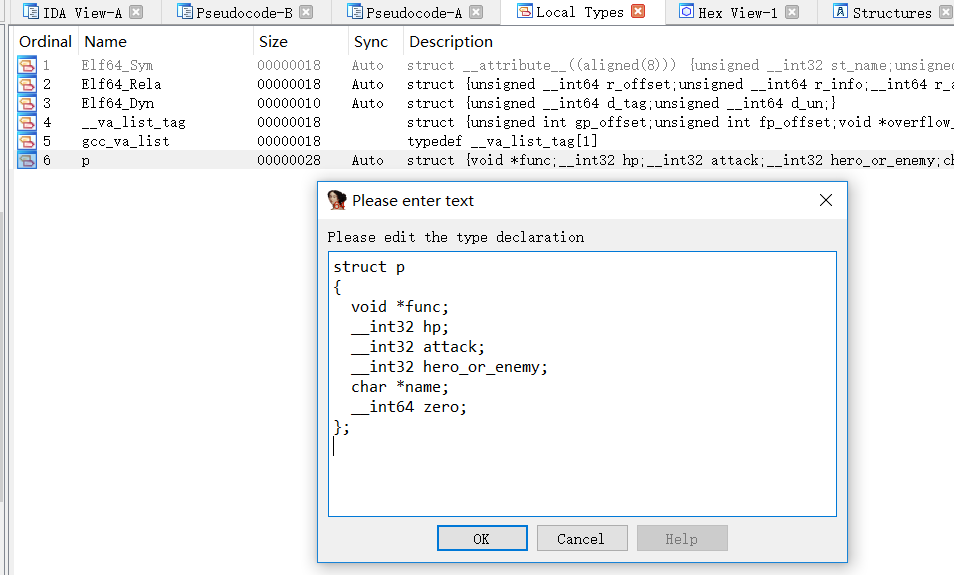 IDA View-A Pseudocode-B Pseudocode-A Local Types Hex View-1 Structures
Ordinal Name Size Sync Description
1 Elf64_Sym 00000018 Auto struct __attribute__((aligned(8))) {unsigned __int32 st_name;unsigne
2 Elf64_Rela 00000018 Auto struct {unsigned __int64 r_offset;unsigned __int64 r_info;__int64 r_a
3 Elf64_Dyn 00000010 Auto struct {unsigned __int64 d_tag;unsigned __int64 d_un;}
4 __va_list_tag 00000018 struct {unsigned int gp_offset;unsigned int fp_offset;void *overflow_
5 gcc_va_list 00000018 typedef __va_list_tag[1]
6 p 00000028 Auto struct {void *func;__int32 hp;__int32 attack;__int32 hero_or_enemy;ch
Please enter text
Please edit the type declaration
struct p
{
void *func;
__int32 hp;
__int32 attack;
__int32 hero_or_enemy;
char *name;
__int64 zero;
};
OK Cancel Help